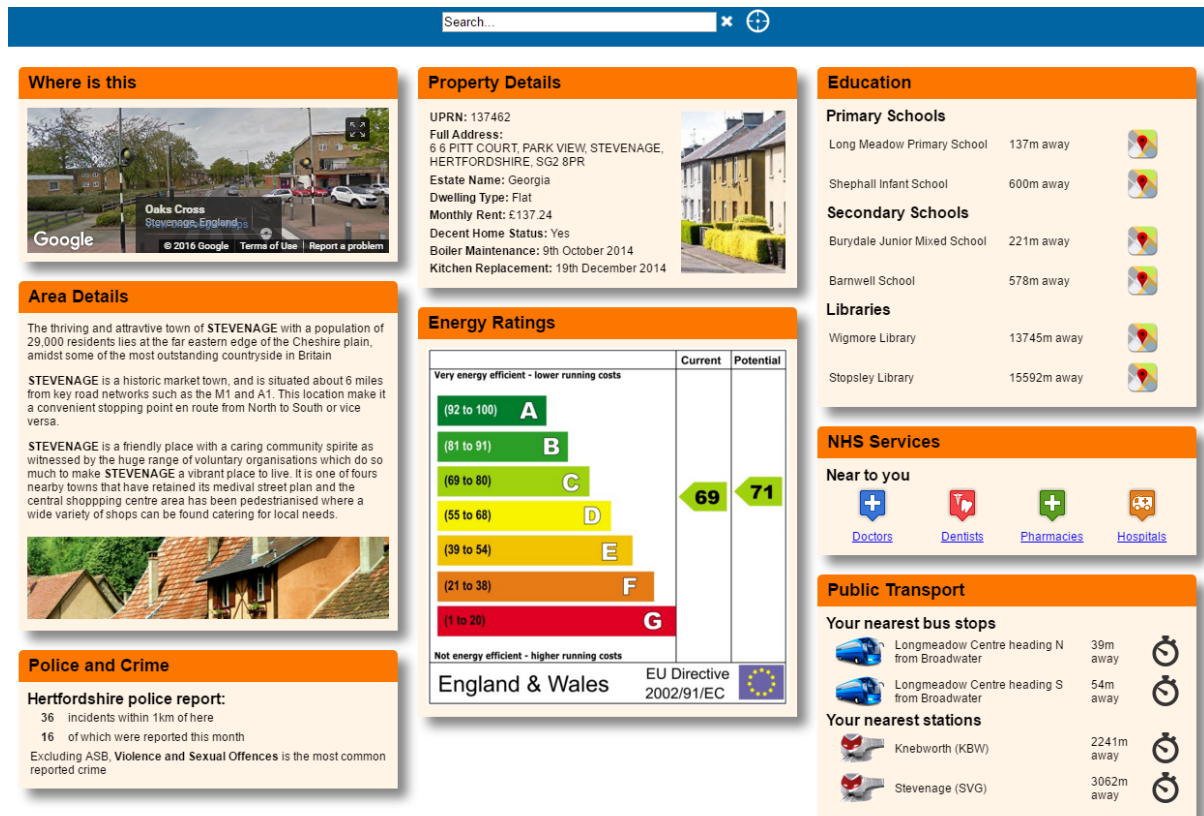 Search...
Where is this
Oaks Cross
Stevenage, England
Google
© 2016 Google Terms of Use Report a problem
Area Details
The thriving and attravtive town of STEVENAGE with a population of
29,000 residents lies at the far eastern edge of the Cheshire plain,
amidst some of the most outstanding countryside in Britain
STEVENAGE is a historic market town, and is situated about 6 miles
from key road networks such as the M1 and A1. This location make it
a convenient stopping point en route from North to South or vice
versa.
STEVENAGE is a friendly place with a caring community spirite as
witnessed by the huge range of voluntary organisations which do so
much to make STEVENAGE a vibrant place to live. It is one of fours
nearby towns that have retained its medival street plan and the
central shoppping centre area has been pedestrianised where a
wide variety of shops can be found catering for local needs.
Police and Crime
Hertfordshire police report:
36 incidents within 1km of here
16 of which were reported this month
Excluding ASB, Violence and Sexual Offences is the most common
reported crime
Property Details
UPRN: 137462
Full Address:
6 6 PITT COURT, PARK VIEW, STEVENAGE,
HERTFORDSHIRE, SG2 8PR
Estate Name: Georgia
Dwelling Type: Flat
Monthly Rent: £137.24
Decent Home Status: Yes
Boiler Maintenance: 9th October 2014
Kitchen Replacement: 19th December 2014
Energy Ratings
Current Potential
Very energy efficient - lower running costs
(92 to 100) A
(81 to 91) B
(69 to 80) C
69 71
(55 to 68) D
(39 to 54) E
(21 to 38) F
(1 to 20) G
Not energy efficient - higher running costs
England & Wales
EU Directive
2002/91/EC
Education
Primary Schools
Long Meadow Primary School 137m away
Shephall Infant School 600m away
Secondary Schools
Burydale Junior Mixed School 221m away
Barnwell School 578m away
Libraries
Wigmore Library 13745m away
Stopsley Library 15592m away
NHS Services
Near to you
Doctors Dentists Pharmacies Hospitals
Public Transport
Your nearest bus stops
Longmeadow Centre heading N 39m
from Broadwater away
Longmeadow Centre heading S 54m
from Broadwater away
Your nearest stations
Knebworth (KBW) 2241m
away
Stevenage (SVG) 3062m
away